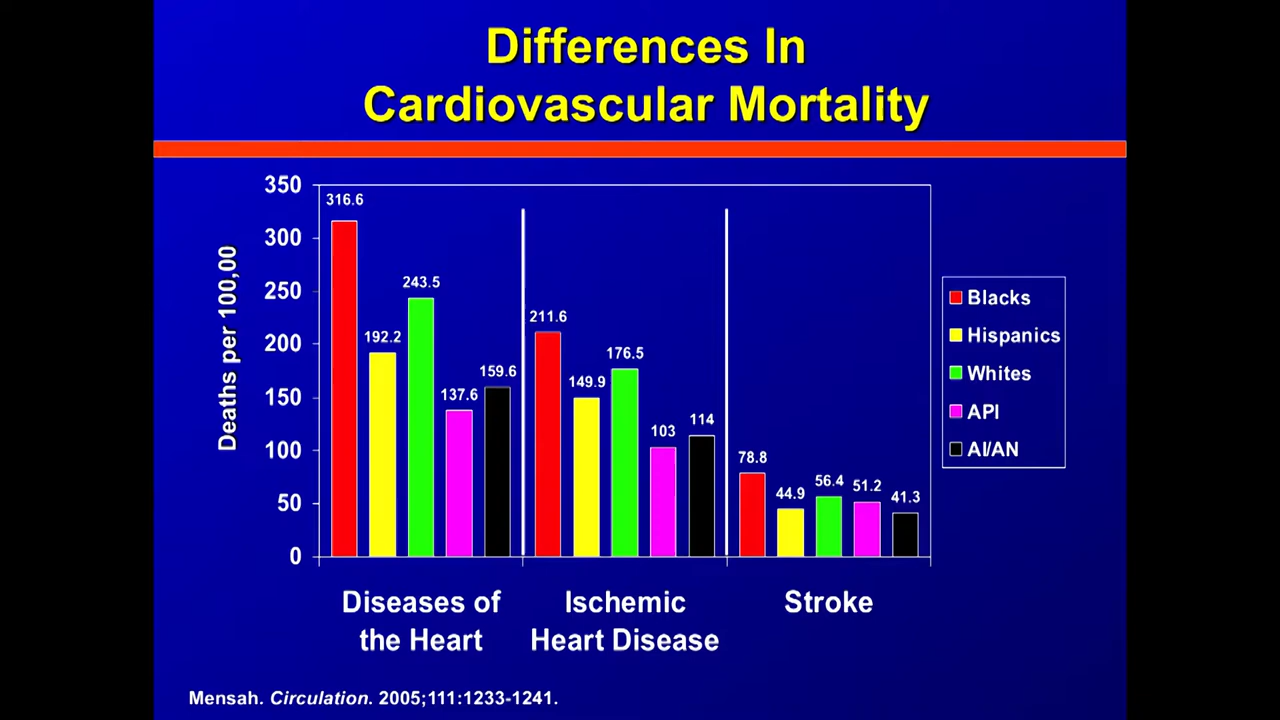 Differences In
Cardiovascular Mortality
Deaths per 100,00
350
300
250
200
150
100
50
0
316.6
192.2
243.5
137.6
159.6
211.6
149.9
176.5
103
114
78.8
44.9
56.4
51.2
41.3
Diseases of
the Heart
Ischemic
Heart Disease
Stroke
Blacks
Hispanics
Whites
API
AI/AN
Mensah. Circulation. 2005;111:1233-1241.